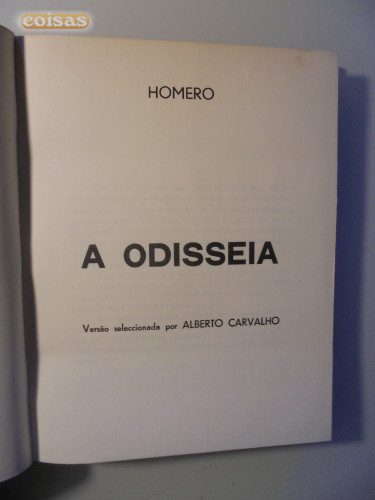 coisas
HOMERO
A ODISSEIA
Versão seleccionada por ALBERTO CARVALHO